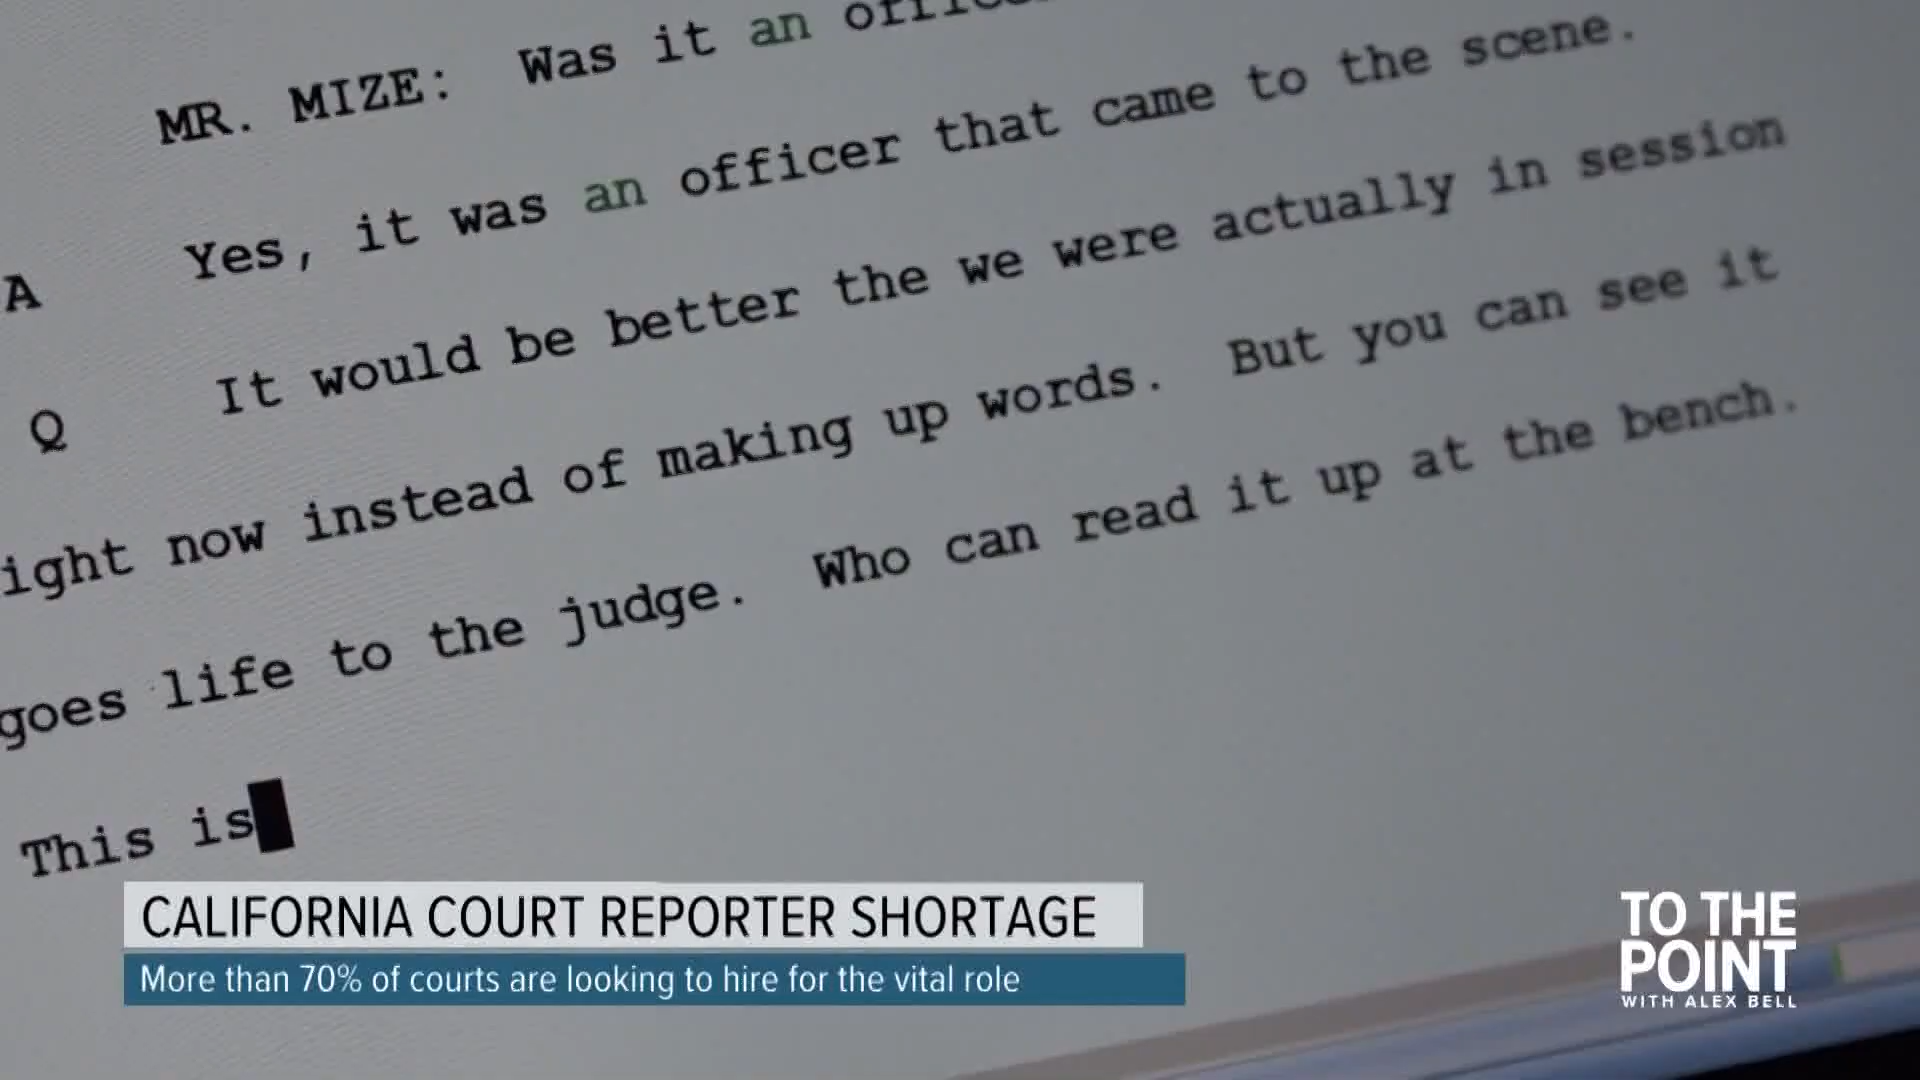 MR. MIZE: Was it an
A Yes, it was an officer that came to the scene.
Q It would be better the we were actually in session
ight now instead of making up words. But you can see it
goes life to the judge. Who can read it up at the bench.
This is
CALIFORNIA COURT REPORTER SHORTAGE
More than 70% of courts are looking to hire for the vital role
TO THE
POINT
WITH ALEX BELL